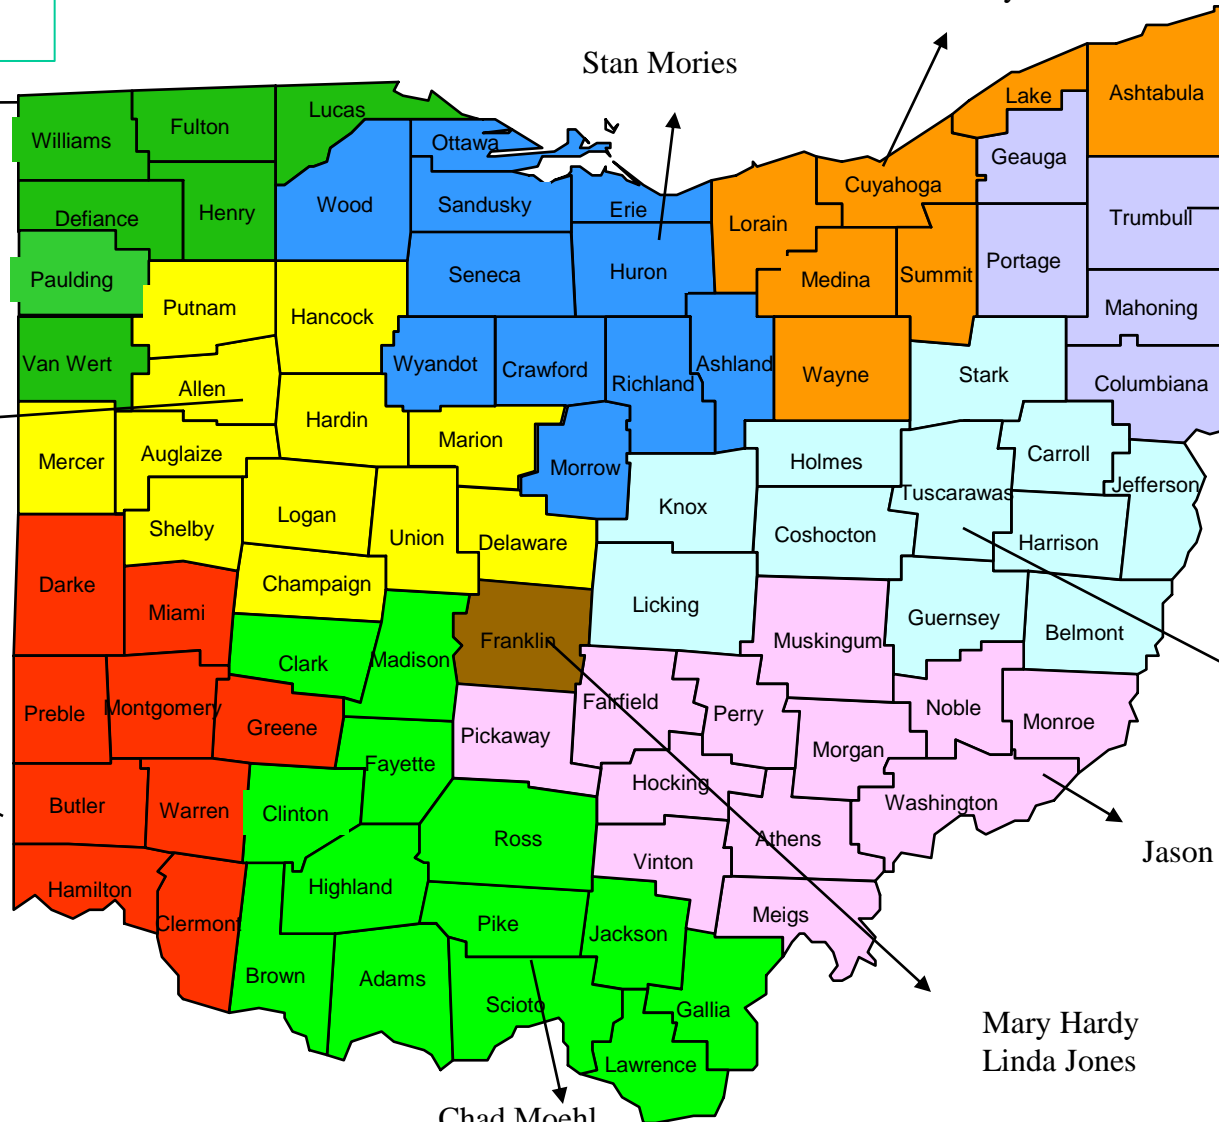 Stan Mories
Lake
Ashtabula
Lucas
Williams
Fulton
Ottawa
Geauga
Cuyahoga
Defiance
Henry
Wood
Sandusky
Erie
Lorain
Trumbull
Paulding
Seneca
Huron
Medina
Summit
Portage
Putnam
Hancock
Mahoning
Van Wert
Allen
Wyandot
Crawford
Richland
Ashland
Wayne
Stark
Columbiana
Hardin
Marion
Mercer
Auglaize
Morrow
Holmes
Carroll
Jefferson
Shelby
Logan
Union
Delaware
Knox
Tuscarawas
Coshocton
Harrison
Darke
Champaign
Miami
Licking
Guernsey
Belmont
Franklin
Muskingum
Clark
Madison
Preble
Montgomery
Greene
Fairfield
Perry
Noble
Monroe
Pickaway
Morgan
Fayette
Hocking
Butler
Warren
Clinton
Washington
Ross
Athens
Jason
Vinton
Hamilton
Highland
Clermont
Pike
Jackson
Meigs
Brown
Adams
Scioto
Gallia
Mary Hardy
Linda Jones
Lawrence
Chad Moehl